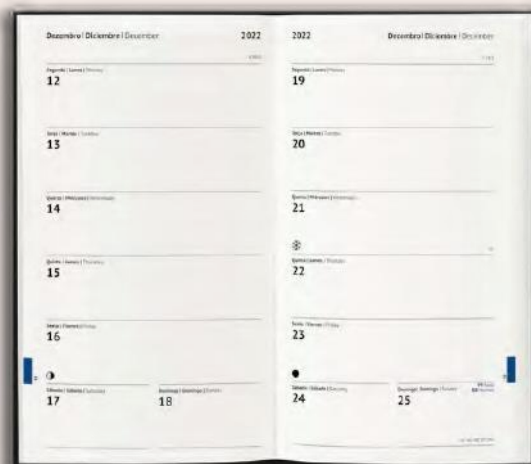 Dezembro | Diciembre | December 2022
Segunda | Lunes | Monday
12
Terça | Martes | Tuesday
13
Quarta | Miércoles | Wednesday
14
Quinta | Jueves | Thursday
15
Sexta | Viernes | Friday
16
Sábado | Sábado | Saturday
17
Domingo | Domingo | Sunday
18
2022 Dezembro | Diciembre | December
Segunda | Lunes | Monday
19
Terça | Martes | Tuesday
20
Quarta | Miércoles | Wednesday
21
Quinta | Jueves | Thursday
22
Sexta | Viernes | Friday
23
Sábado | Sábado | Saturday
24
Domingo | Domingo | Sunday
25